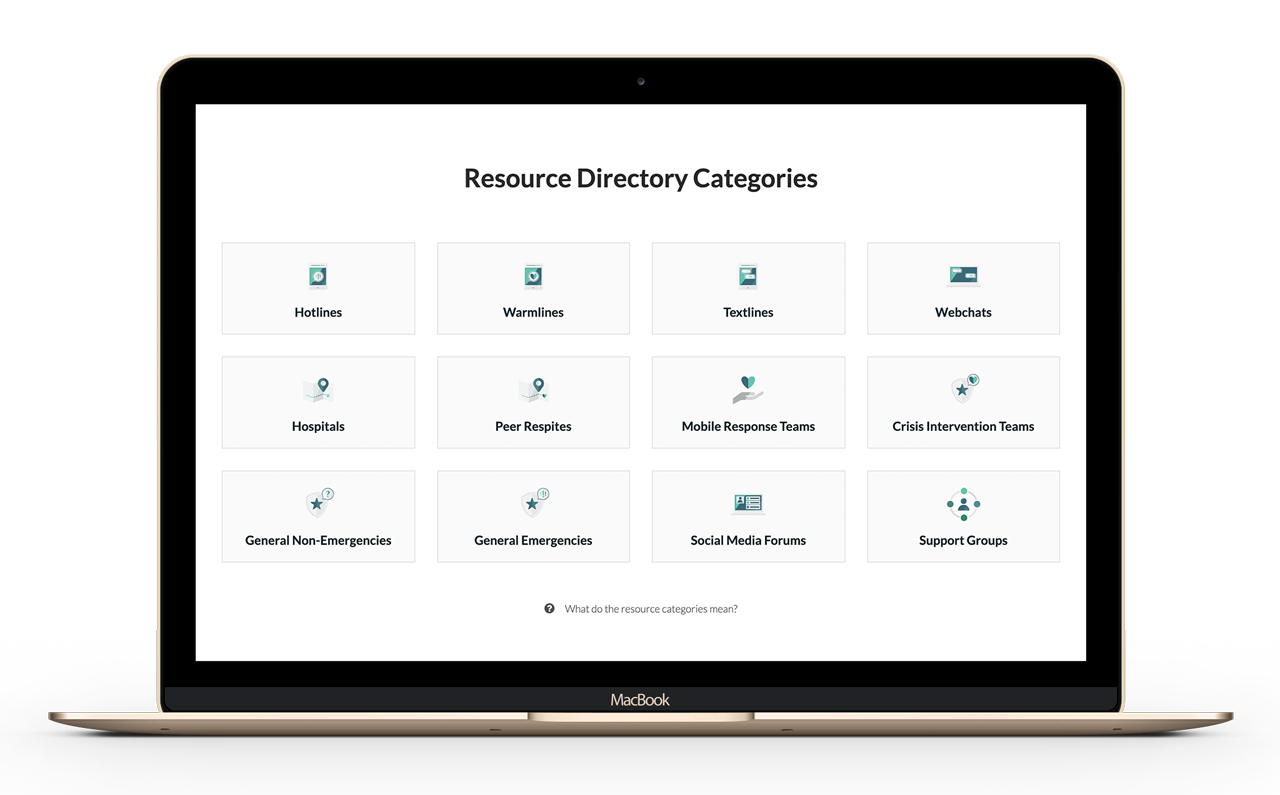 Resource Directory Categories
Hotlines
Warmlines
Textlines
Webchats
Hospitals
Peer Respites
Mobile Response Teams
Crisis Intervention Teams
General Non-Emergencies
General Emergencies
Social Media Forums
Support Groups
What do the resource categories mean?
MacBook